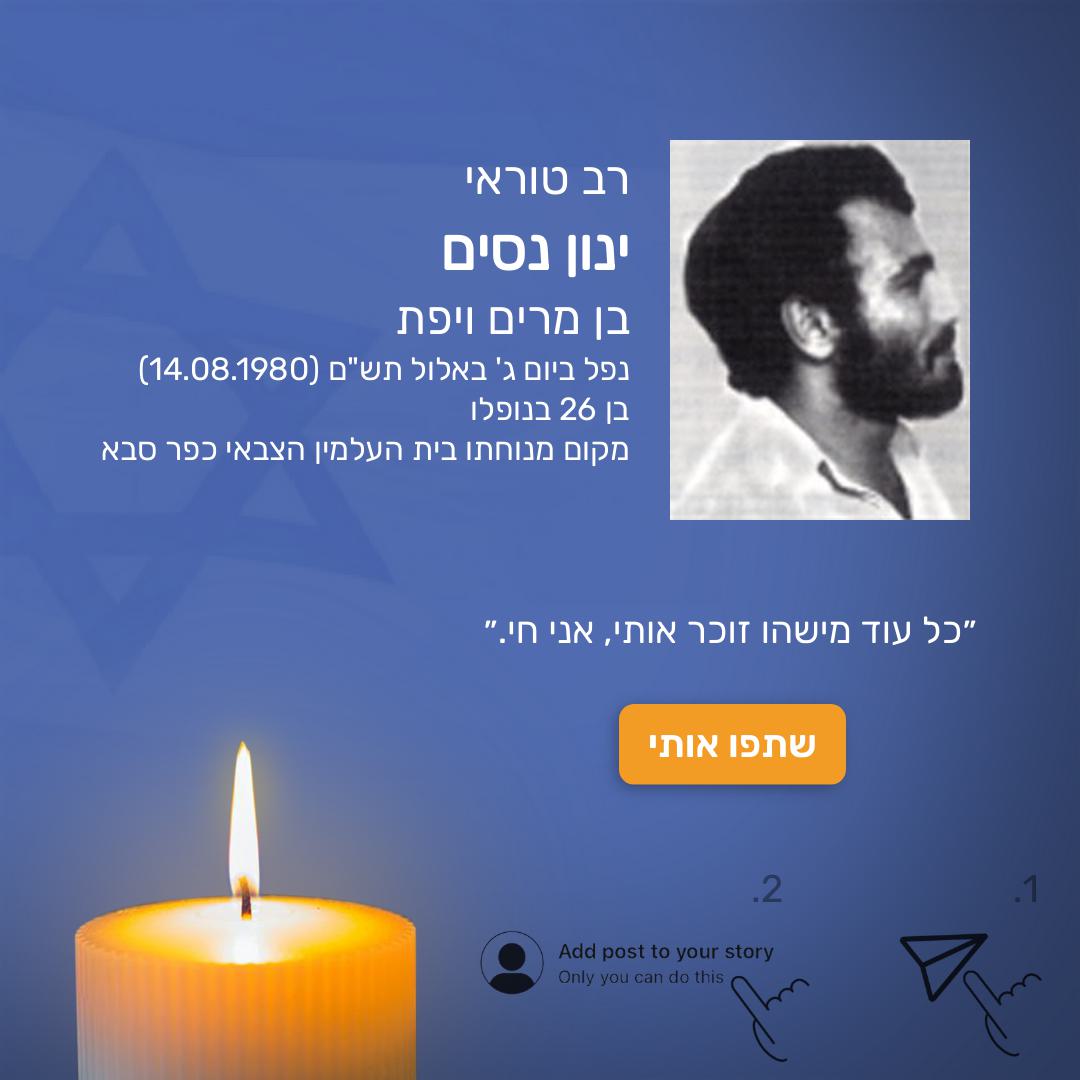 רב טוראי
ינון נסים
בן מרים ויפת
נפל ביום ג' באלול תש"ם (14.08.1980)
בן 26 בנופלו
מקום מנוחתו בית העלמין הצבאי כפר סבא
״כל עוד מישהו זוכר אותי, אני חי.״
שתפו אותי
.1
.2
Add post to your story
Only you can do this